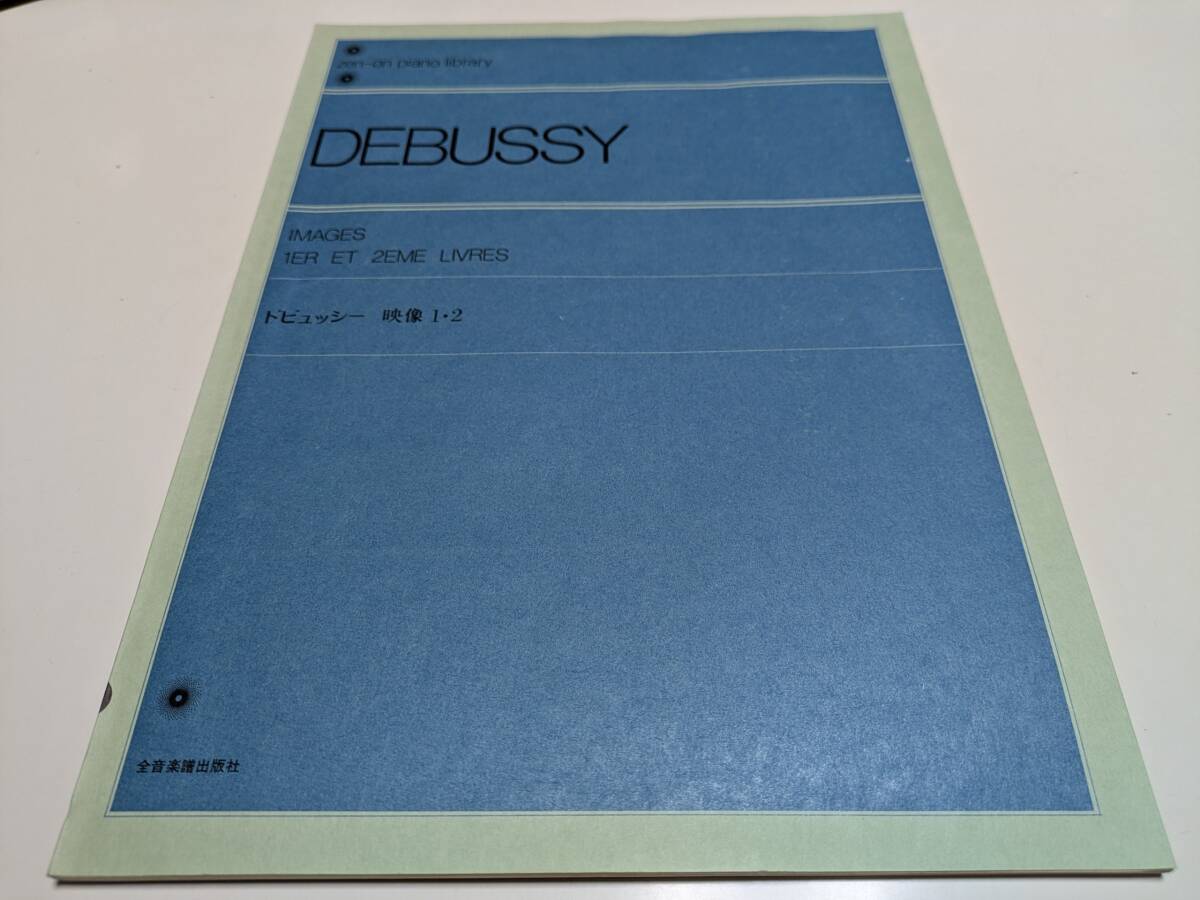 zen-on piano library
DEBUSSY
IMAGES
1ER ET 2EME LIVRES
ドビュッシー 映像 1・2
全音楽譜出版社